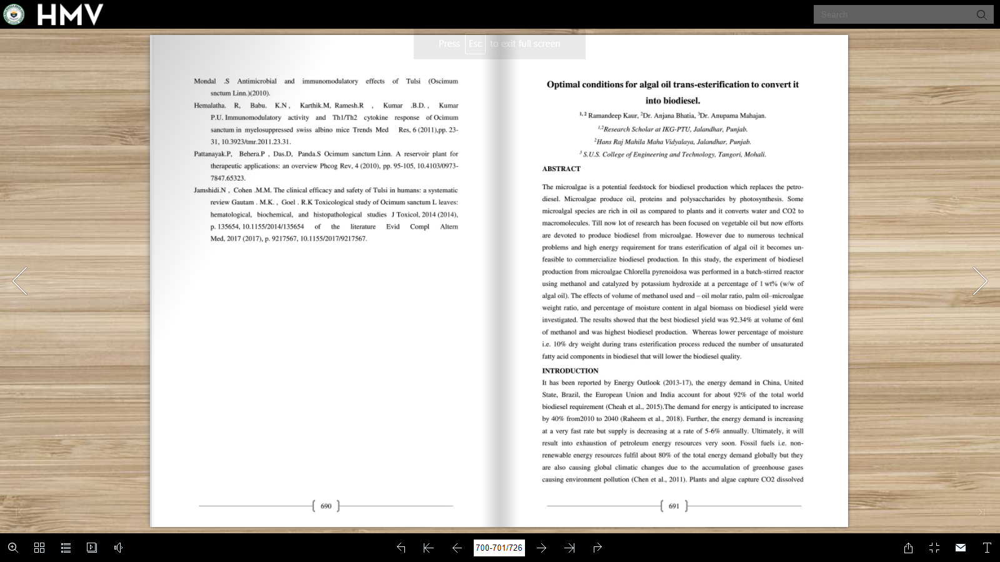 HMV
Search
Press Esc to exit full screen
Mondal .S Antimicrobial and immunomodulatory effects of Tulsi (Oscimum
snctum Linn.)(2010).
Hemalatha. R, Babu. K.N , Karthik.M, Ramesh.R , Kumar .B.D. , Kumar
P.U. Immunomodulatory activity and Th1/Th2 cytokine response of Ocimum
sanctum in myelosuppressed swiss albino mice Trends Med Res, 6 (2011),pp. 23-
31, 10.3923/tmr.2011.23.31.
Pattanayak.P, Behera.P , Das.D, Panda.S Ocimum sanctum Linn. A reservoir plant for
therapeutic applications: an overview Phcog Rev, 4 (2010), pp. 95-105, 10.4103/0973-
7847.65323.
Jamshidi.N , Cohen .M.M. The clinical efficacy and safety of Tulsi in humans: a systematic
review Gautam . M.K. , Goel . R.K Toxicological study of Ocimum sanctum L leaves:
hematological, biochemical, and histopathological studies J Toxicol, 2014 (2014),
p. 135654, 10.1155/2014/135654 of the literature Evid Compl Altern
Med, 2017 (2017), p. 9217567, 10.1155/2017/9217567.
690
Optimal conditions for algal oil trans-esterification to convert it
into biodiesel.
1, 2 Ramandeep Kaur, 2Dr. Anjana Bhatia, 3Dr. Anupama Mahajan.
1,2Research Scholar at IKG-PTU, Jalandhar, Punjab.
2Hans Raj Mahila Maha Vidyalaya, Jalandhar, Punjab.
3 S.U.S. College of Engineering and Technology, Tangori, Mohali.
ABSTRACT
The microalgae is a potential feedstock for biodiesel production which replaces the petro-
diesel. Microalgae produce oil, proteins and polysaccharides by photosynthesis. Some
microalgal species are rich in oil as compared to plants and it converts water and CO2 to
macromolecules. Till now lot of research has been focused on vegetable oil but now efforts
are devoted to produce biodiesel from microalgae. However due to numerous technical
problems and high energy requirement for trans esterification of algal oil it becomes un-
feasible to commercialize biodiesel production. In this study, the experiment of biodiesel
production from microalgae Chlorella pyrenoidosa was performed in a batch-stirred reactor
using methanol and catalyzed by potassium hydroxide at a percentage of 1 wt% (w/w of
algal oil). The effects of volume of methanol used and – oil molar ratio, palm oil–microalgae
weight ratio, and percentage of moisture content in algal biomass on biodiesel yield were
investigated. The results showed that the best biodiesel yield was 92.34% at volume of 6ml
of methanol and was highest biodiesel production. Whereas lower percentage of moisture
i.e. 10% dry weight during trans esterification process reduced the number of unsaturated
fatty acid components in biodiesel that will lower the biodiesel quality.
INTRODUCTION
It has been reported by Energy Outlook (2013-17), the energy demand in China, United
State, Brazil, the European Union and India account for about 92% of the total world
biodiesel requirement (Cheah et al., 2015).The demand for energy is anticipated to increase
by 40% from2010 to 2040 (Raheem et al., 2018). Further, the energy demand is increasing
at a very fast rate but supply is decreasing at a rate of 5-6% annually. Ultimately, it will
result into exhaustion of petroleum energy resources very soon. Fossil fuels i.e. non-
renewable energy resources fulfil about 80% of the total energy demand globally but they
are also causing global climatic changes due to the accumulation of greenhouse gases
causing environment pollution (Chen et al., 2011). Plants and algae capture CO2 dissolved
691
700-701/726